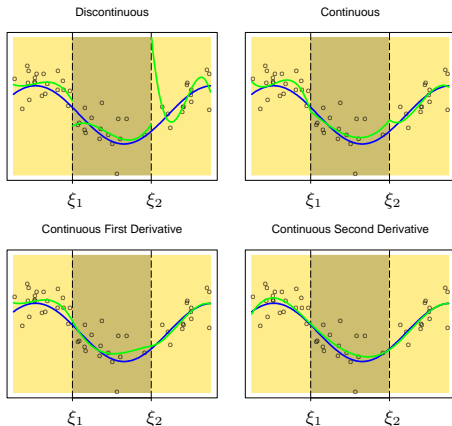 Discontinuous
Continuous
ξ1 ξ2
ξ1 ξ2
Continuous First Derivative
Continuous Second Derivative
ξ1 ξ2
ξ1 ξ2